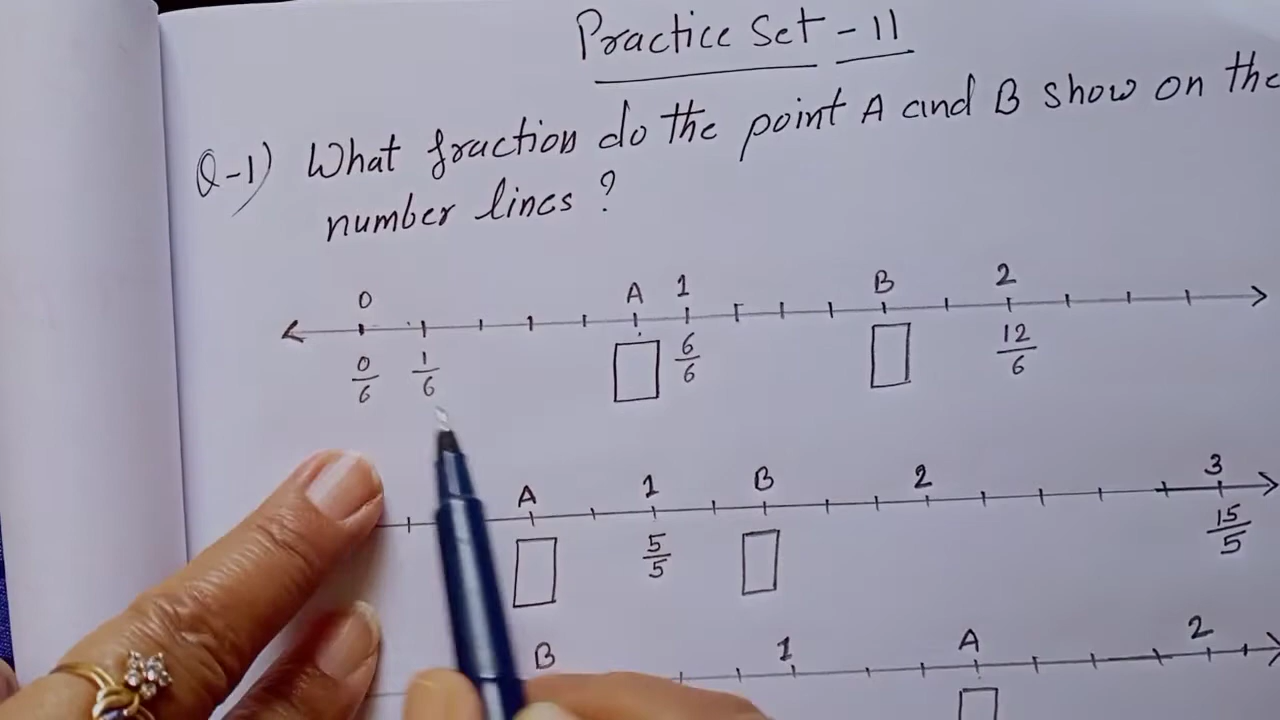 Practice Set - 11
Q-1) What fraction do the point A and B show on the
number lines ?
0 A 1 B 2
0/6 1/6 6/6 12/6
A 1 B 2 3
5/5 15/5
B 1 A 2